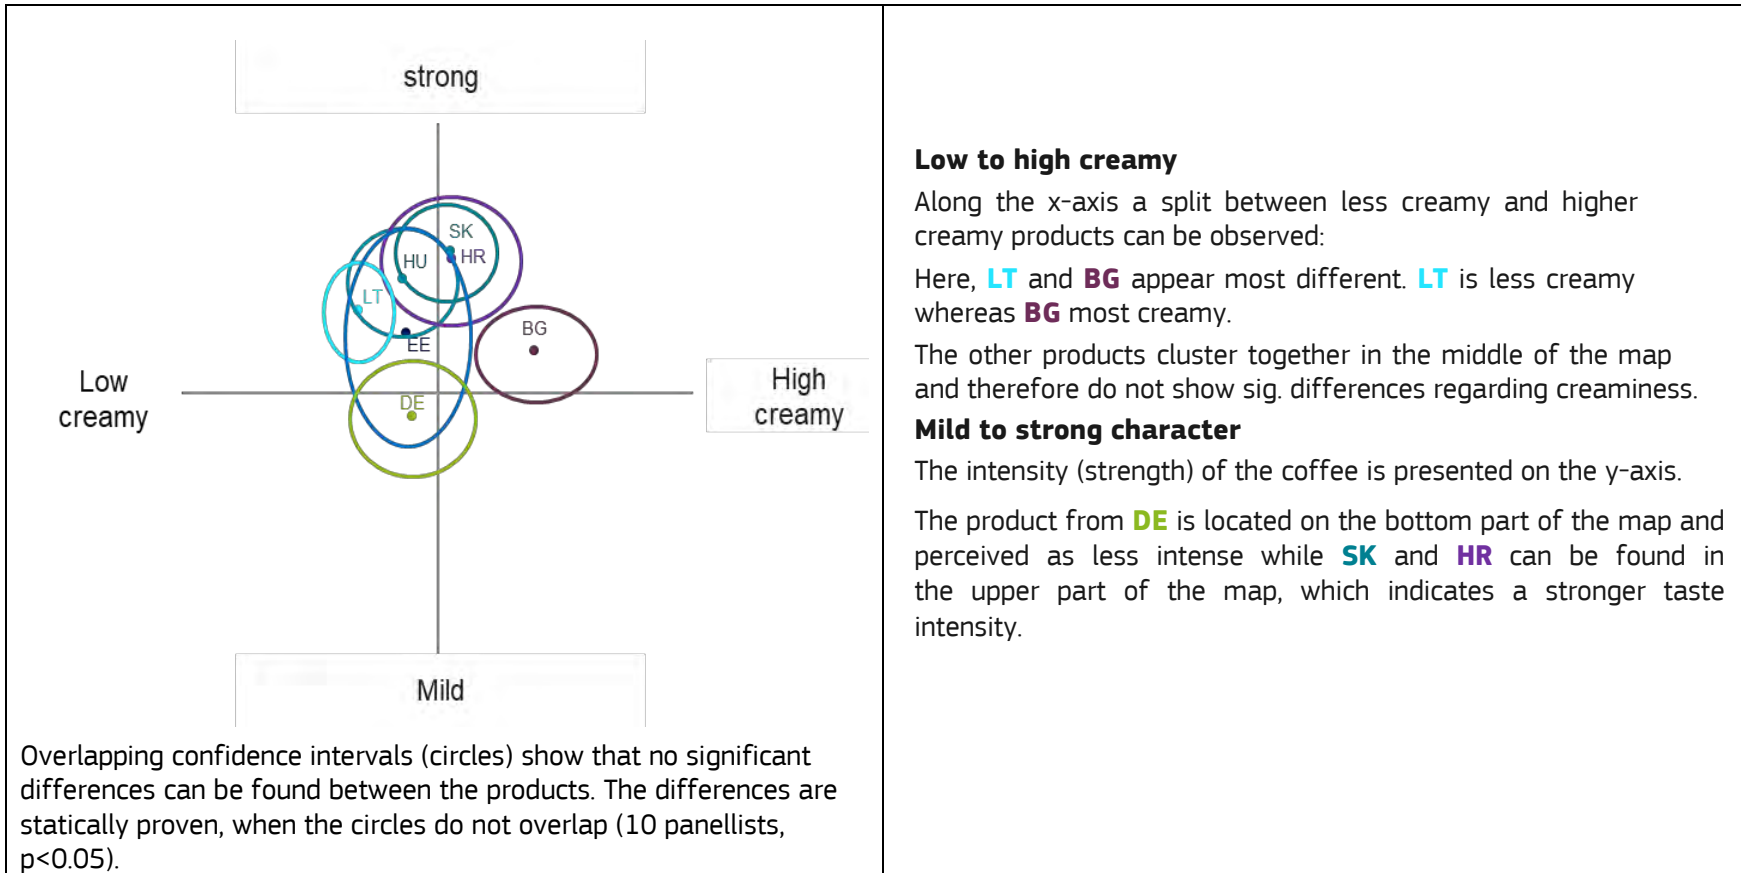 strong
SK
HR
HU
LT
BG
EE
Low
creamy
High
creamy
DE
Mild
Overlapping confidence intervals (circles) show that no significant
differences can be found between the products. The differences are
statically proven, when the circles do not overlap (10 panellists,
p<0.05).
Low to high creamy
Along the x-axis a split between less creamy and higher
creamy products can be observed:
Here, LT and BG appear most different. LT is less creamy
whereas BG most creamy.
The other products cluster together in the middle of the map
and therefore do not show sig. differences regarding creaminess.
Mild to strong character
The intensity (strength) of the coffee is presented on the y-axis.
The product from DE is located on the bottom part of the map and
perceived as less intense while SK and HR can be found in
the upper part of the map, which indicates a stronger taste
intensity.